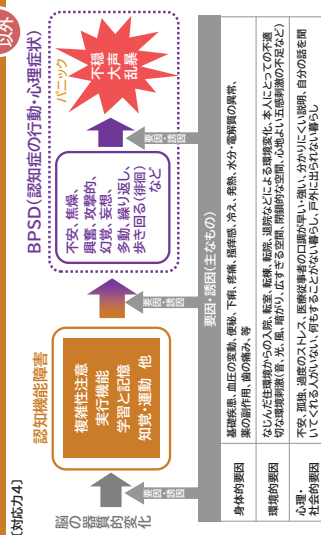 以外
[対応力4]
脳の器質的変化
要因・誘因
認知機能障害
複雑性注意
実行機能
学習と記憶
知覚・運動 他
要因・誘因
BPSD(認知症の行動・心理症状)
不安、焦燥、
興奮、攻撃的、
幻覚、妄想、
多動、繰り返し、
歩き回る(徘徊)
など
要因・誘因
パニック
不穏
大声
乱暴
要因・誘因(主なもの)
身体的要因
基礎疾患、血圧の変動、便秘、下痢、疼痛、掻痒感、冷え、発熱、水分・電解質の異常、
薬の副作用、歯の痛み、等
環境的要因
なじんだ住環境からの入院、転室、転棟、転院、退院などによる環境変化、本人にとっての不適
切な環境刺激(音、光、風、暗がり、広すぎる空間、閉鎖的な空間、心地よい五感刺激の不足など)
心理・
社会的要因
不安、孤独、過度のストレス、医療従事者の口調が早い・強い、分かりにくい説明、自分の話を聞
いてくれる人がいない、何もすることがない暮らし、戸外に出られない暮らし